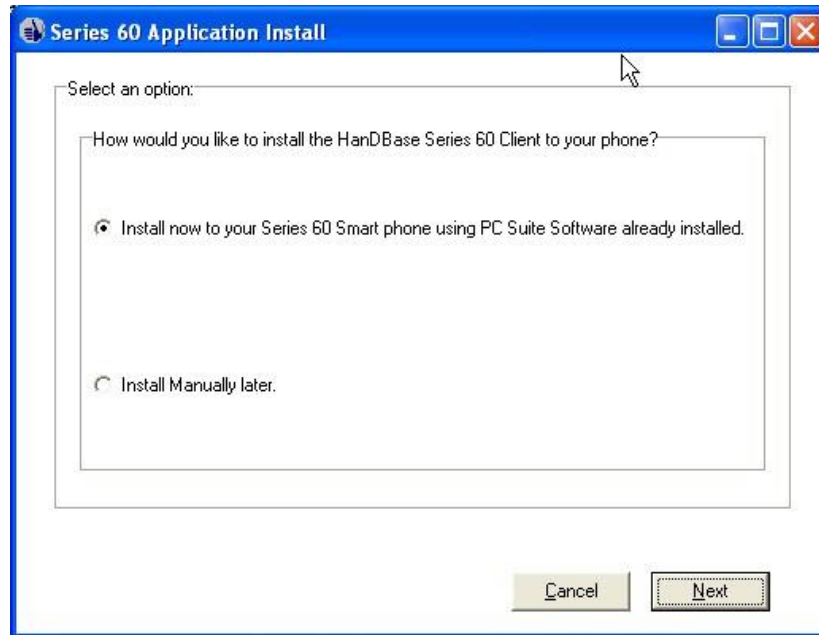 Series 60 Application Install
Select an option:
How would you like to install the HanDBase Series 60 Client to your phone?
Install now to your Series 60 Smart phone using PC Suite Software already installed.
Install Manually later.
Cancel
Next